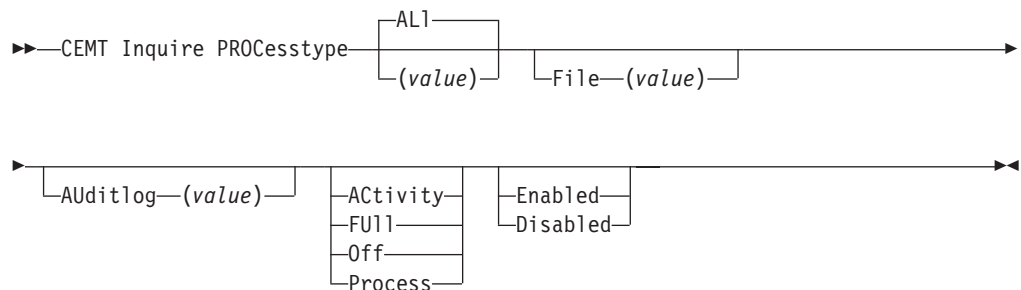 ALl
CEMT Inquire PROCesstype
(value)
File (value)
AUditlog (value)
ACtivity
FUll
Off
Process
Enabled
Disabled